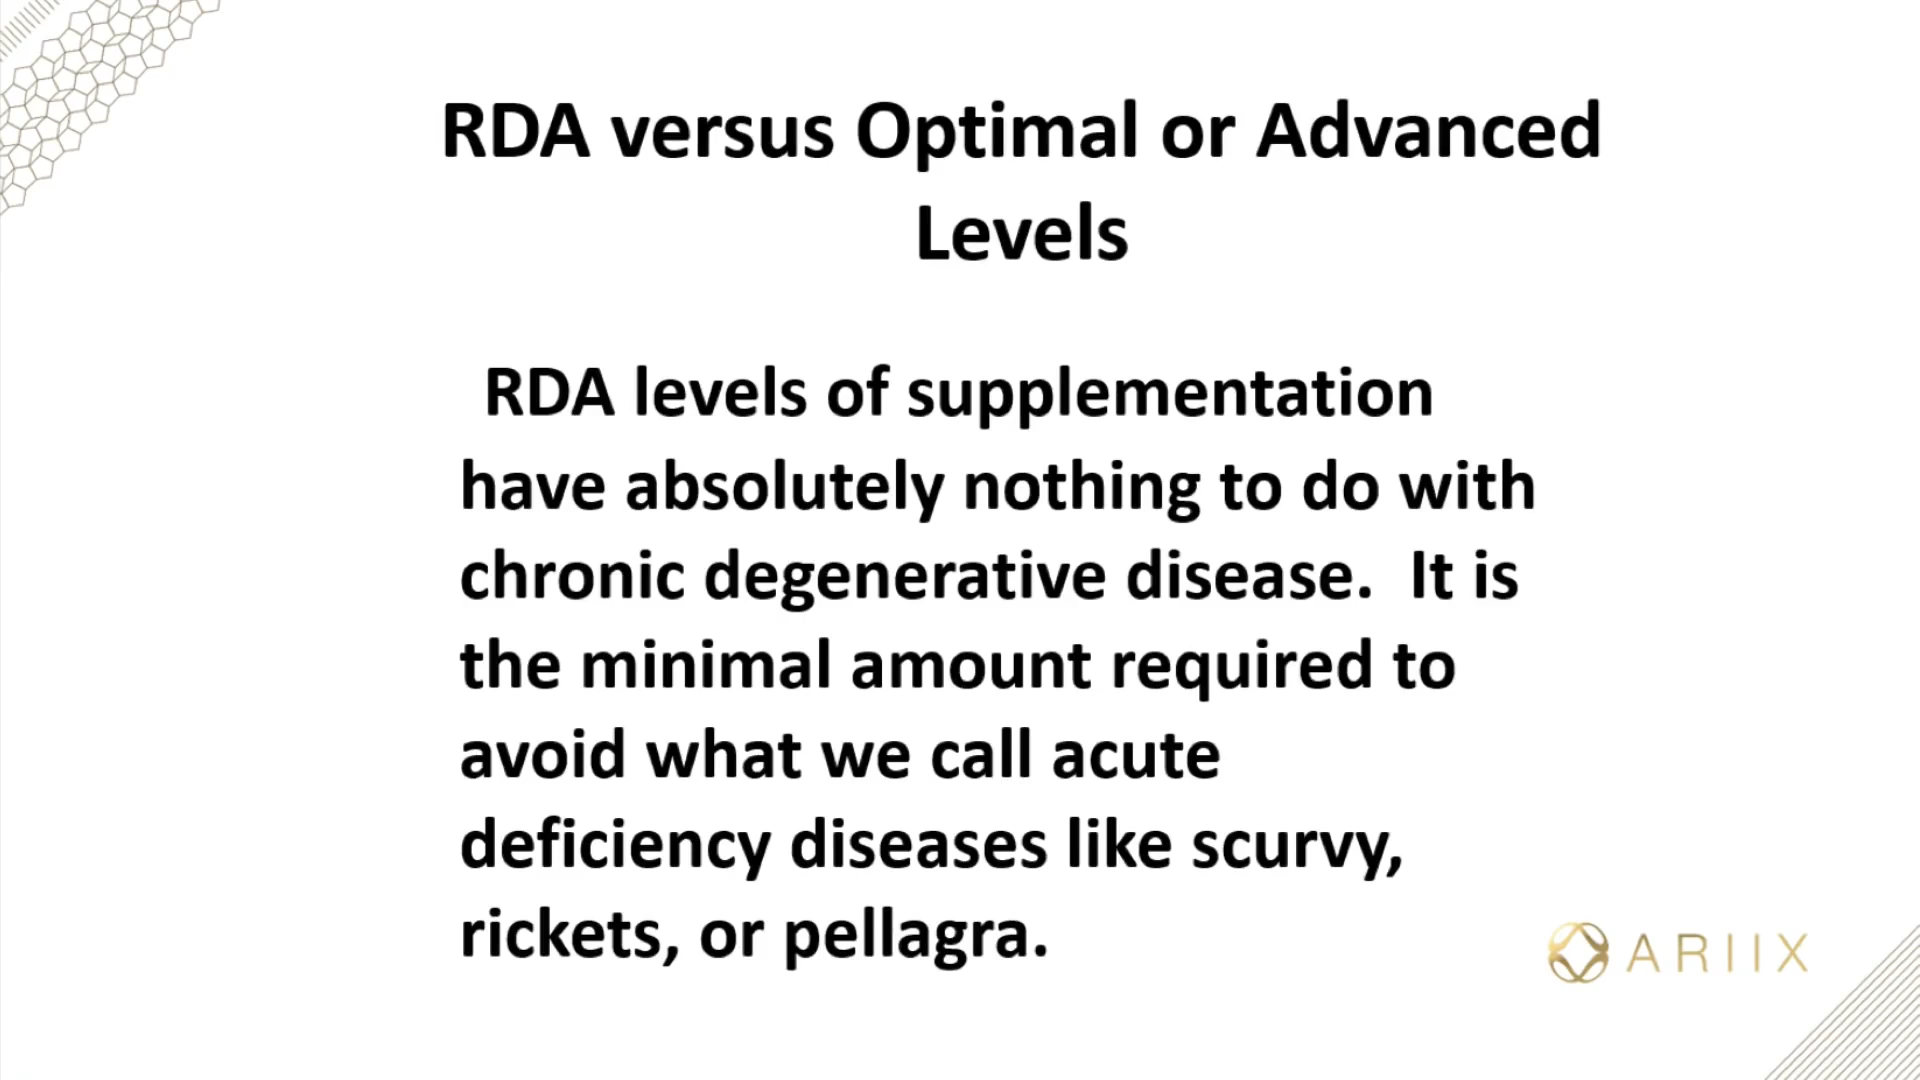 RDA versus Optimal or Advanced
Levels
RDA levels of supplementation
have absolutely nothing to do with
chronic degenerative disease.  It is
the minimal amount required to
avoid what we call acute
deficiency diseases like scurvy,
rickets, or pellagra.
ARIIX